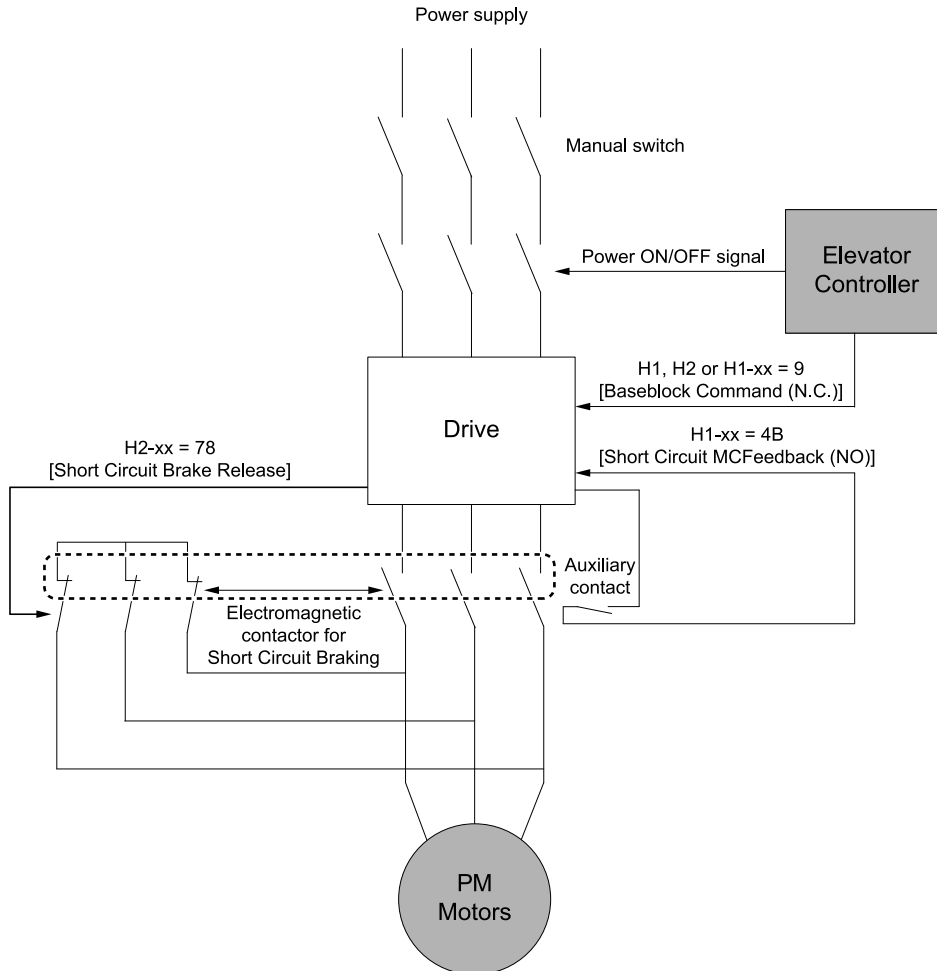 Power supply
Manual switch
Power ON/OFF signal
Elevator
Controller
H1, H2 or H1-xx = 9
[Baseblock Command (N.C.)]
Drive
H1-xx = 4B
[Short Circuit MCFeedback (NO)]
H2-xx = 78
[Short Circuit Brake Release]
Auxiliary
contact
Electromagnetic
contactor for
Short Circuit Braking
PM
Motors